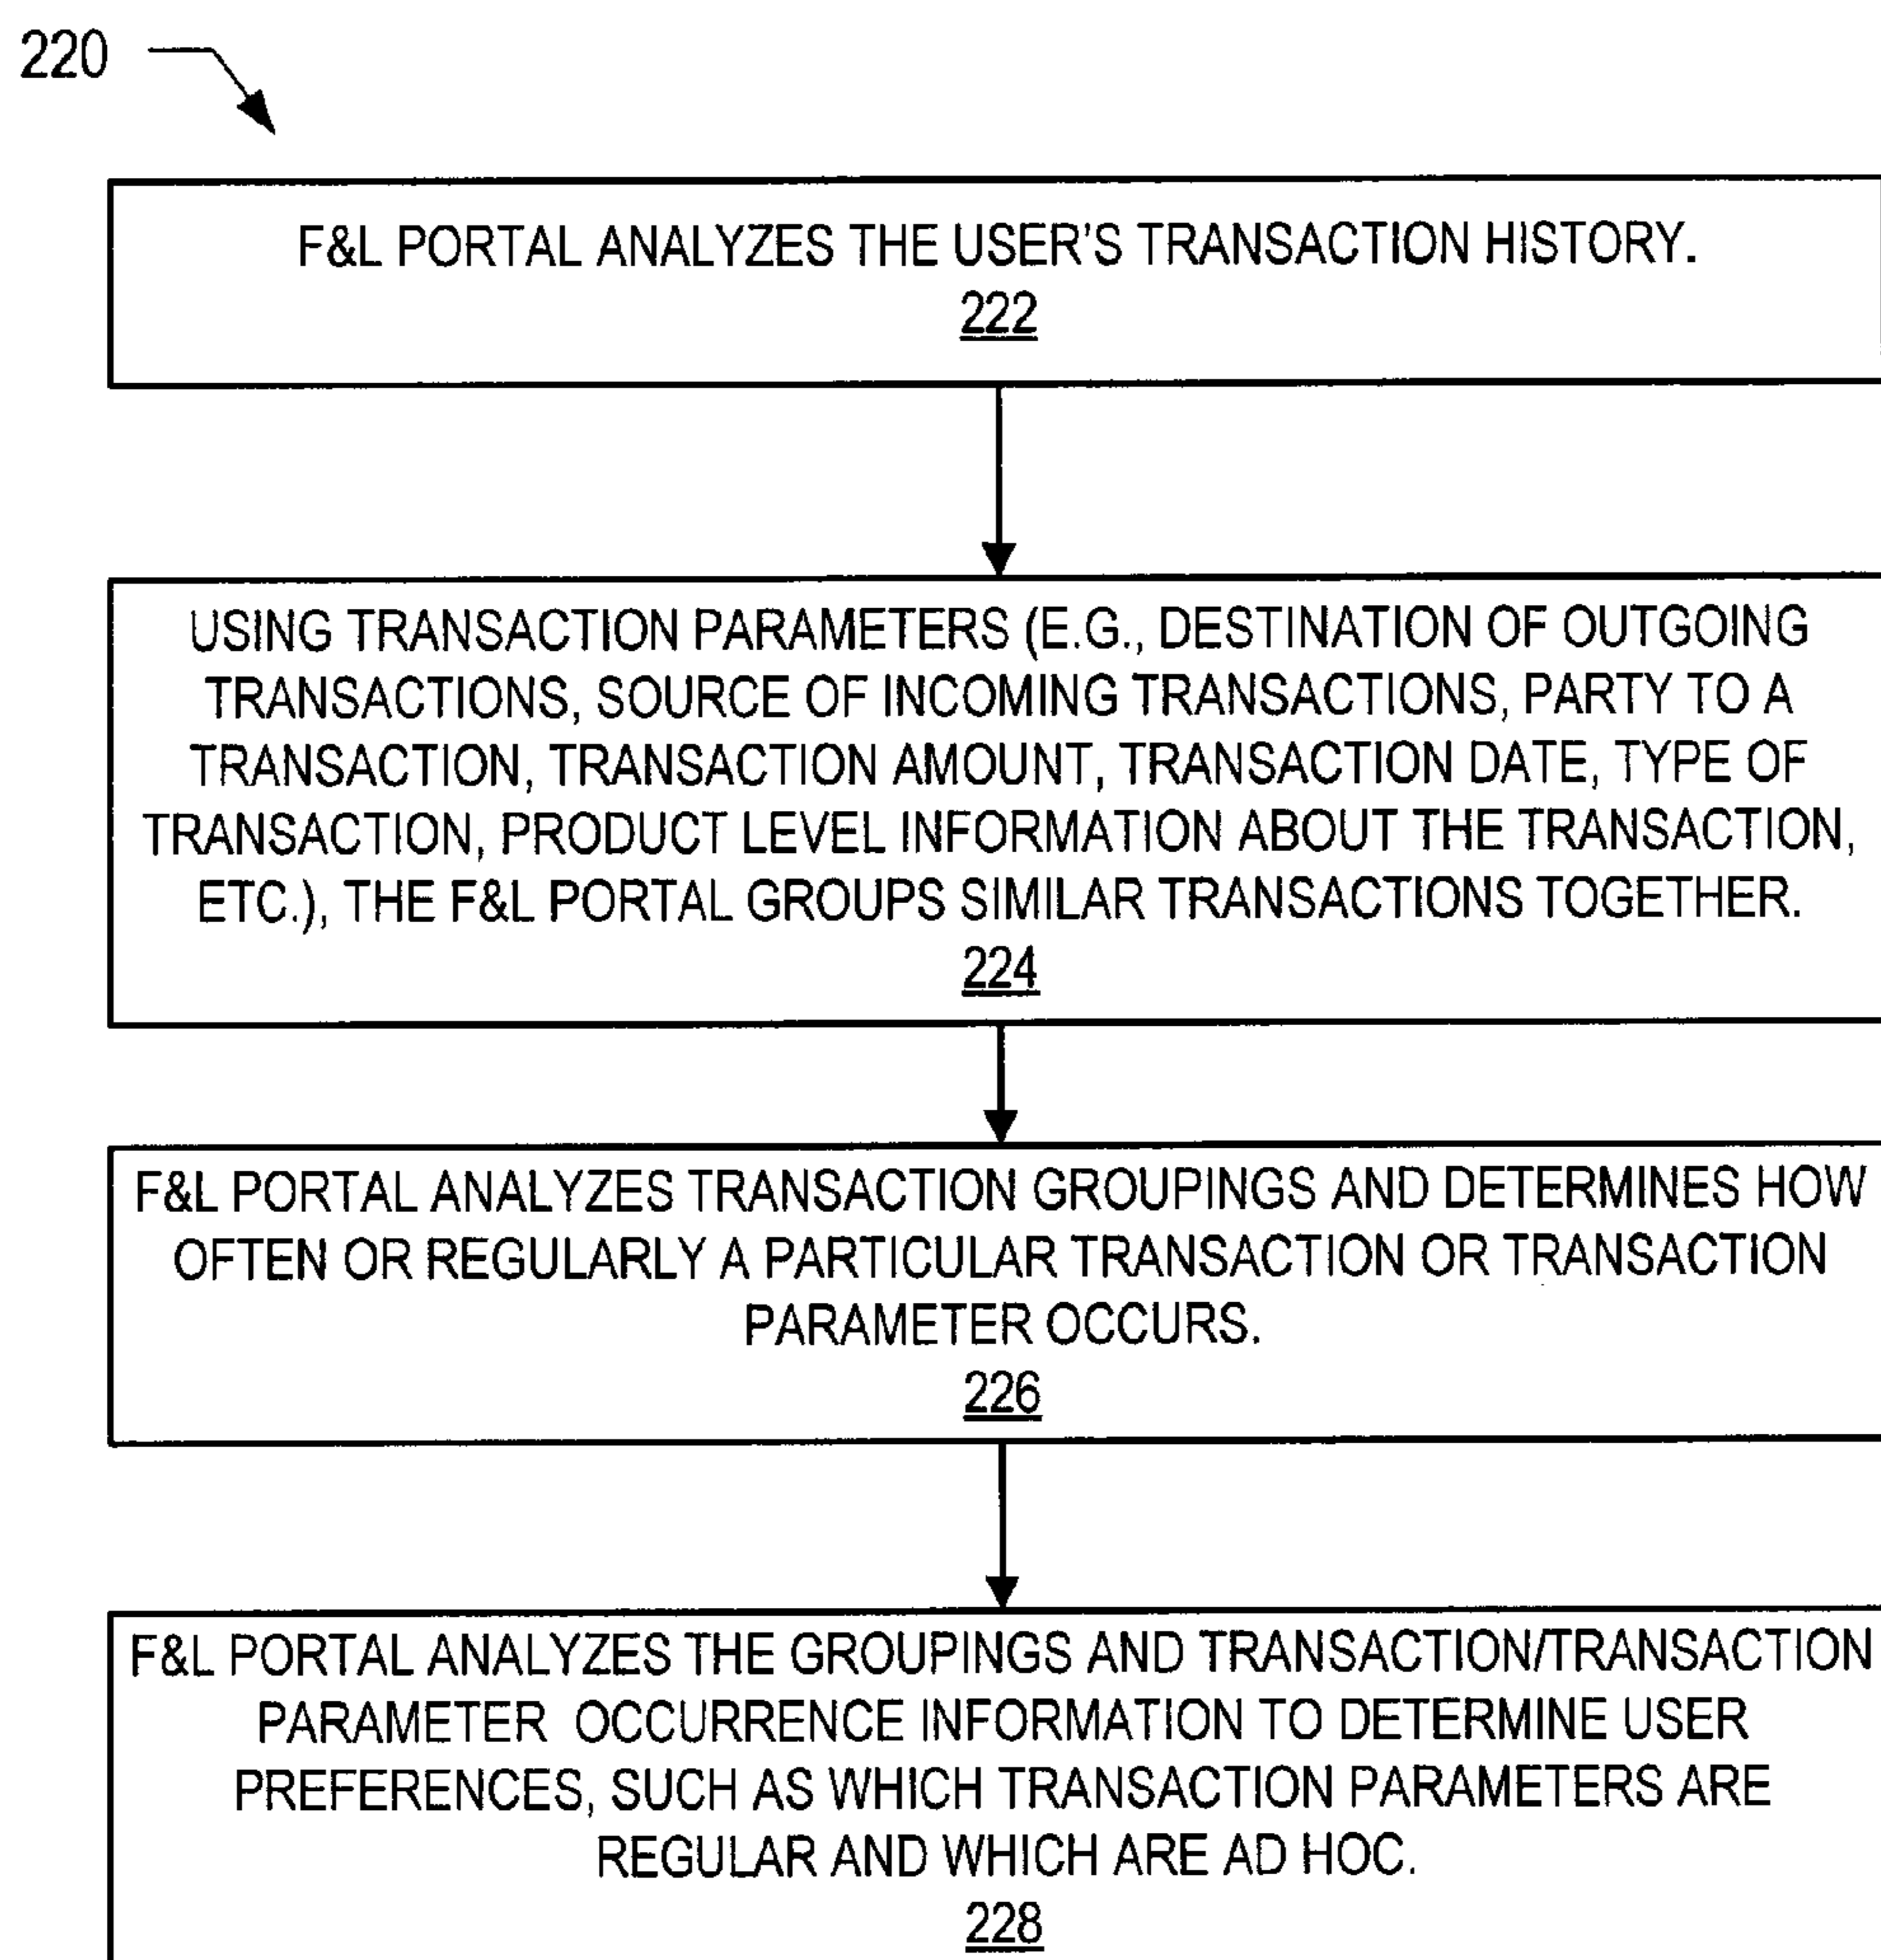 220
F&L PORTAL ANALYZES THE USER'S TRANSACTION HISTORY.
222
USING TRANSACTION PARAMETERS (E.G., DESTINATION OF OUTGOING
TRANSACTIONS, SOURCE OF INCOMING TRANSACTIONS, PARTY TO A
TRANSACTION, TRANSACTION AMOUNT, TRANSACTION DATE, TYPE OF
TRANSACTION, PRODUCT LEVEL INFORMATION ABOUT THE TRANSACTION,
ETC.), THE F&L PORTAL GROUPS SIMILAR TRANSACTIONS TOGETHER.
224
F&L PORTAL ANALYZES TRANSACTION GROUPINGS AND DETERMINES HOW
OFTEN OR REGULARLY A PARTICULAR TRANSACTION OR TRANSACTION
PARAMETER OCCURS.
226
F&L PORTAL ANALYZES THE GROUPINGS AND TRANSACTION/TRANSACTION
PARAMETER OCCURRENCE INFORMATION TO DETERMINE USER
PREFERENCES, SUCH AS WHICH TRANSACTION PARAMETERS ARE
REGULAR AND WHICH ARE AD HOC.
228